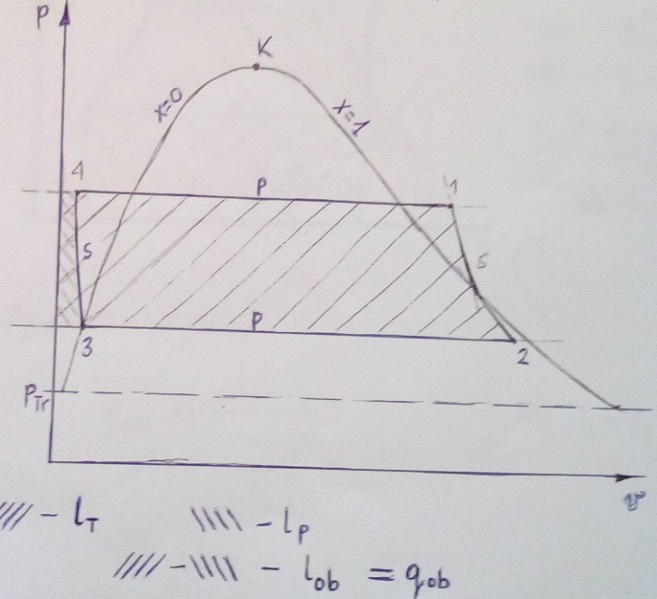 P
K
x=0
x=1
4
P
1
s
s
P
3
2
PTr
v
//// - lT \\\\ - lP
//// - \\\\ - lob = qob